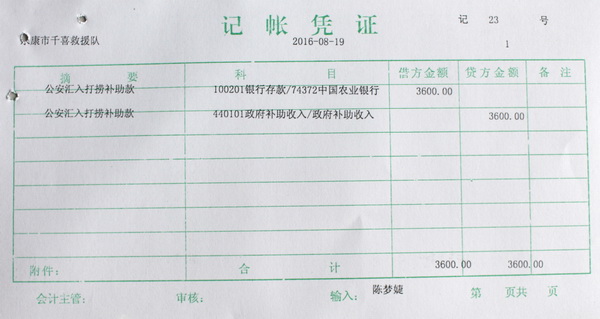 记帐凭证
记 23 号
永康市千喜救援队 2016-08-19 1
摘要 科目 借方金额 贷方金额 备注
公安汇入打捞补助款 100201银行存款/74372中国农业银行 3600.00
公安汇入打捞补助款 440101政府补助收入/政府补助收入 3600.00
附件： 合计 3600.00 3600.00
会计主管： 审核： 输入： 陈梦婕 第 页共 页